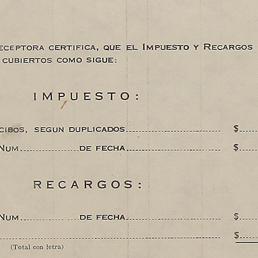 ECEPTORA CERTIFICA, QUE EL IMPUESTO Y RECARGOS
CUBIERTOS COMO SIGUE:
IMPUESTO:
CIBOS, SEGUN DUPLICADOS $
NUM. DE FECHA $
RECARGOS:
NUM. DE FECHA $
$
(Total con letra)